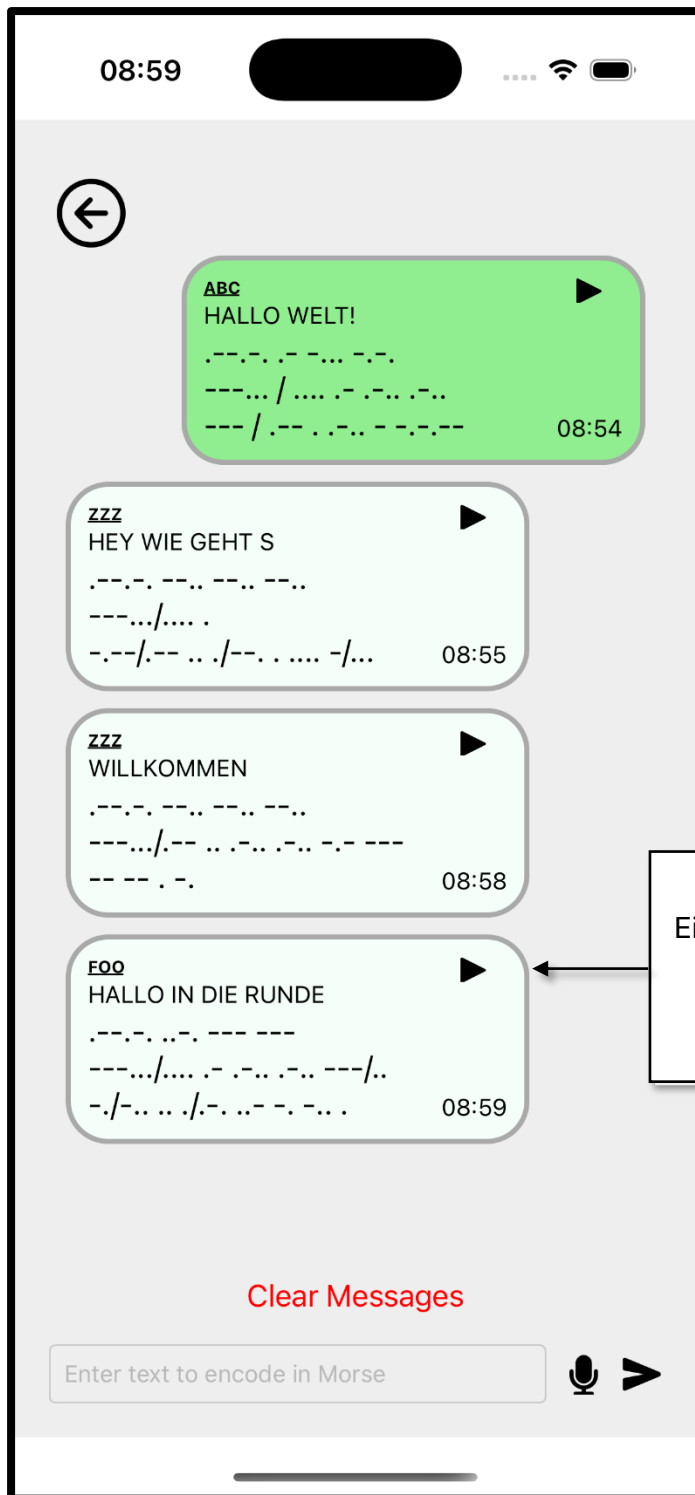 08:59
ABC
HALLO WELT!
.--.-. .- -... -.-.
---... / .... .- .-.. .-..
--- / .-- . .-.. - -.-.--
08:54
ZZZ
HEY WIE GEHT S
.--.-. --.. --.. --..
---.../.... .
-.--/.-- .. ./--. . .... -/...
08:55
ZZZ
WILLKOMMEN
.--.-. --.. --.. --..
---.../.-- .. .-.. .-.. -.- ---
-- -- . -.
08:58
FOO
HALLO IN DIE RUNDE
.--.-. ..-. --- ---
---.../.... .- .-.. .-.. ---/..
-./-.. .. ./.-. ..- -. -.. .
08:59
Clear Messages
Enter text to encode in Morse